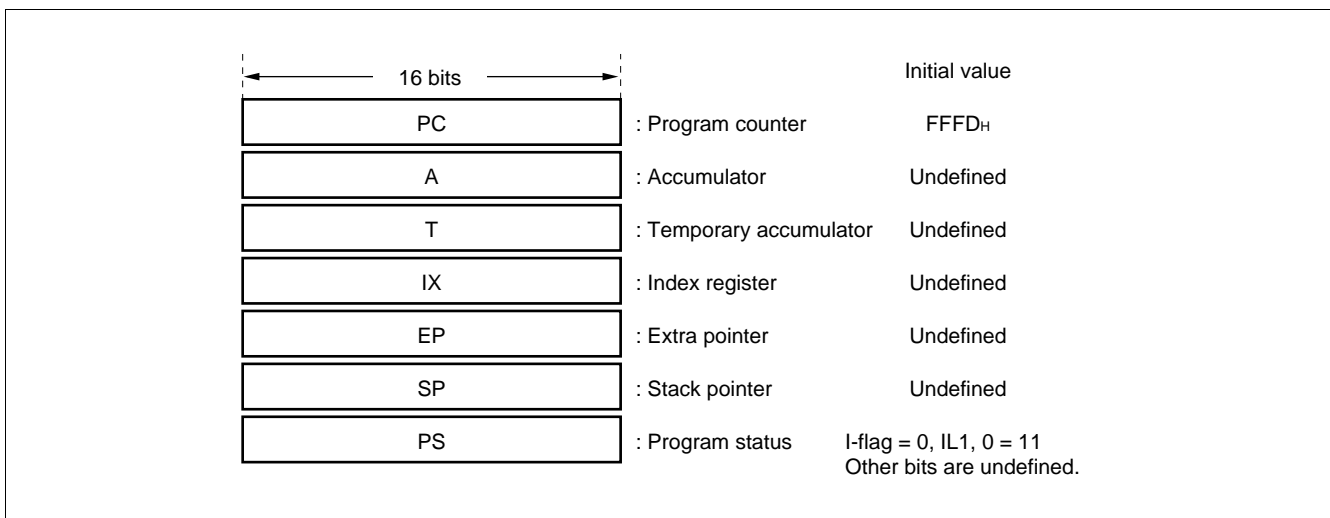 16 bits Initial value
PC : Program counter FFFDH
A : Accumulator Undefined
T : Temporary accumulator Undefined
IX : Index register Undefined
EP : Extra pointer Undefined
SP : Stack pointer Undefined
PS : Program status I-flag = 0, IL1, 0 = 11
Other bits are undefined.